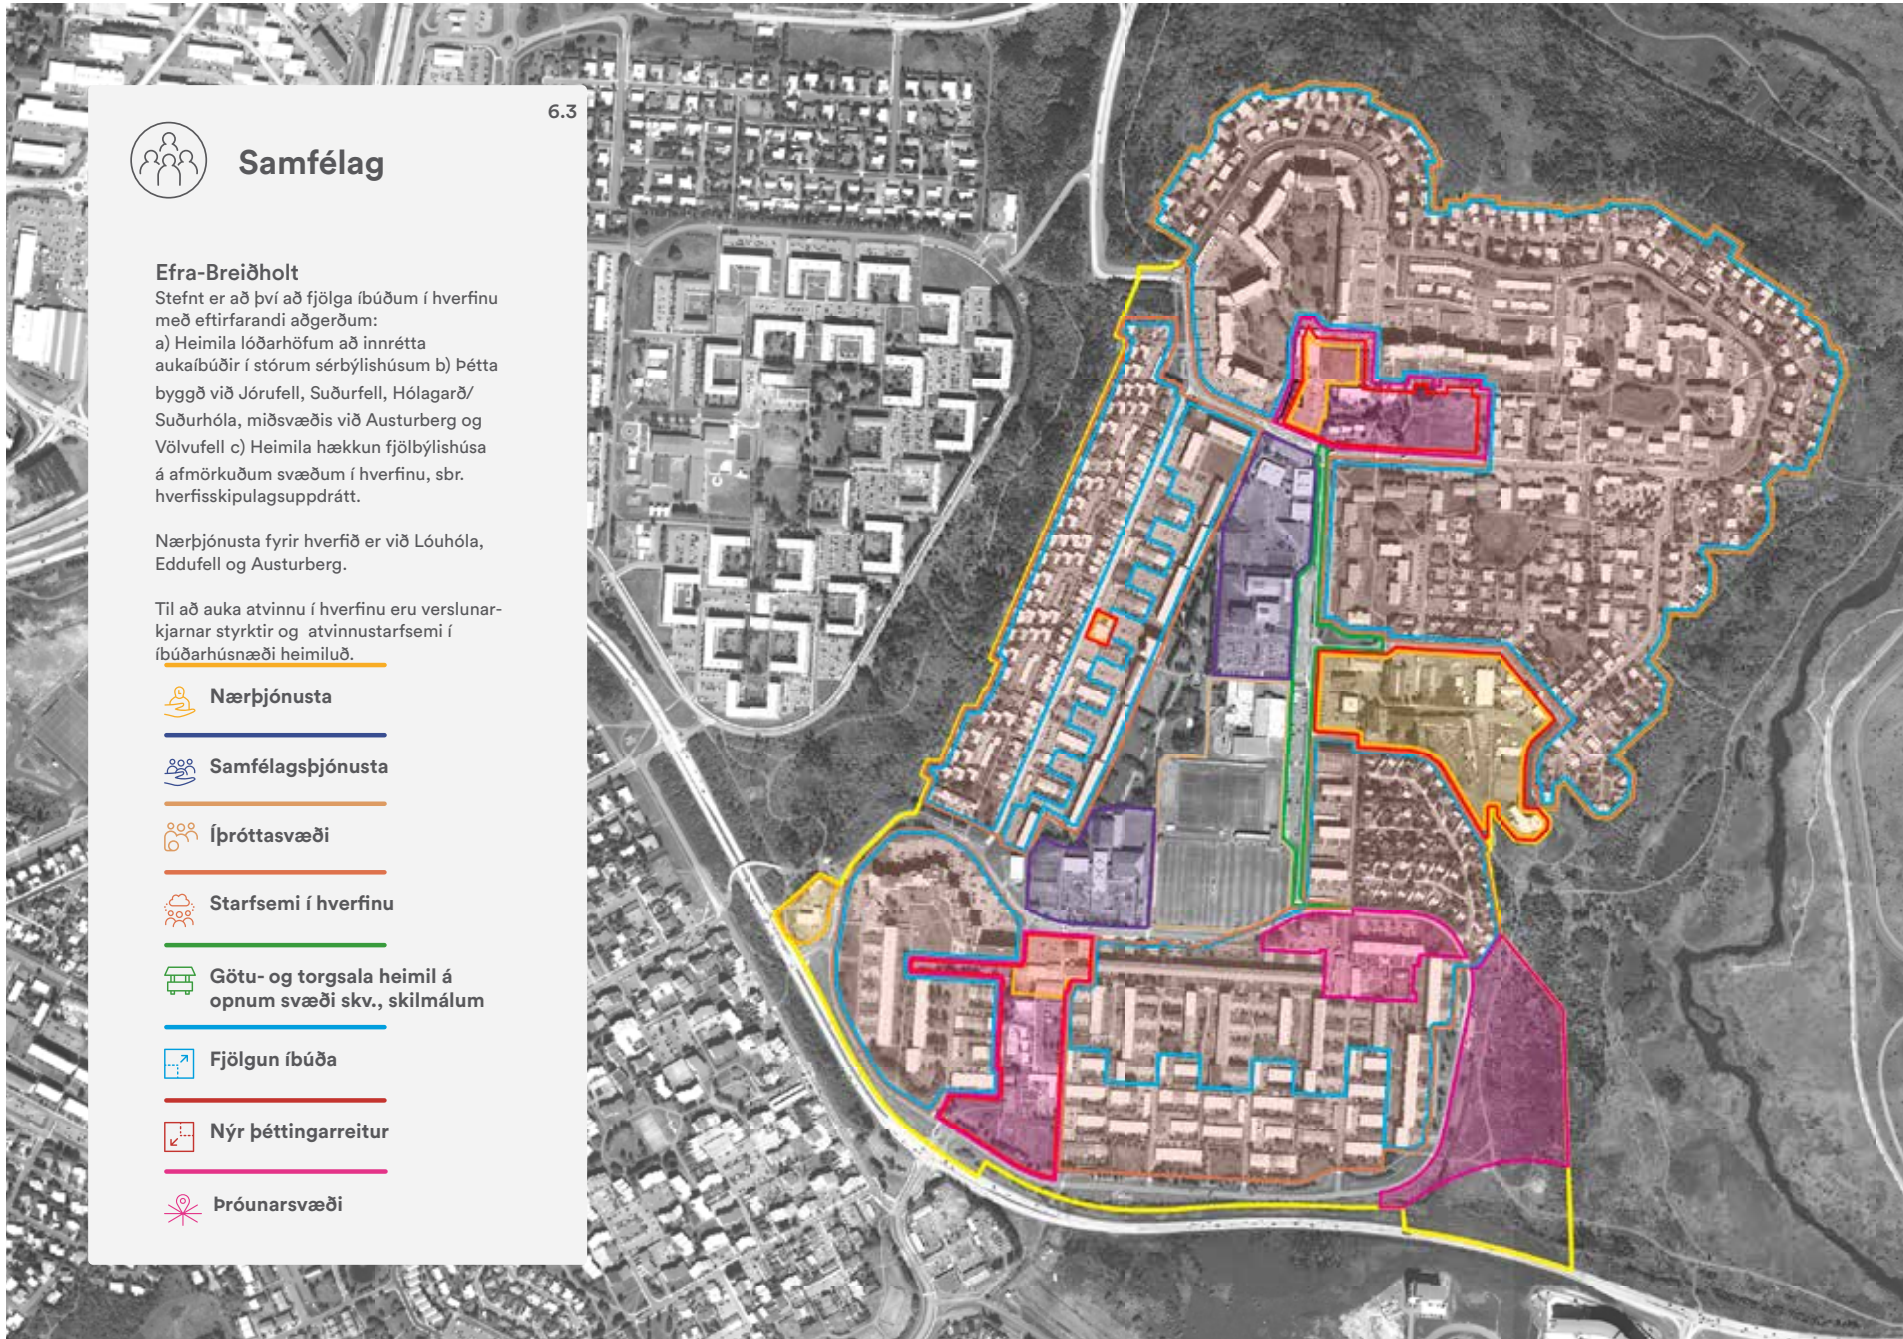 6.3
Samfélag
Efra-Breiðholt
Stefnt er að því að fjölga íbúðum í hverfinu
með eftirfarandi aðgerðum:
a) Heimila lóðarhöfum að innrétta
aukaíbúðir í stórum sérbýlishúsum b) Þétta
byggð við Jórufell, Suðurfell, Hólagarð/
Suðurhóla, miðsvæðis við Austurberg og
Völvufell c) Heimila hækkun fjölbýlishúsa
á afmörkuðum svæðum í hverfinu, sbr.
hverfisskipulagsuppdrátt.
Nærþjónusta fyrir hverfið er við Lóuhóla,
Eddufell og Austurberg.
Til að auka atvinnu í hverfinu eru verslunar-
kjarnar styrktir og atvinnustarfsemi í
íbúðarhúsnæði heimiluð.
Nærþjónusta
Samfélagsþjónusta
Íþróttasvæði
Starfsemi í hverfinu
Götu- og torgsala heimil á
opnum svæði skv., skilmálum
Fjölgun íbúða
Nýr þéttingarreitur
Þróunarsvæði